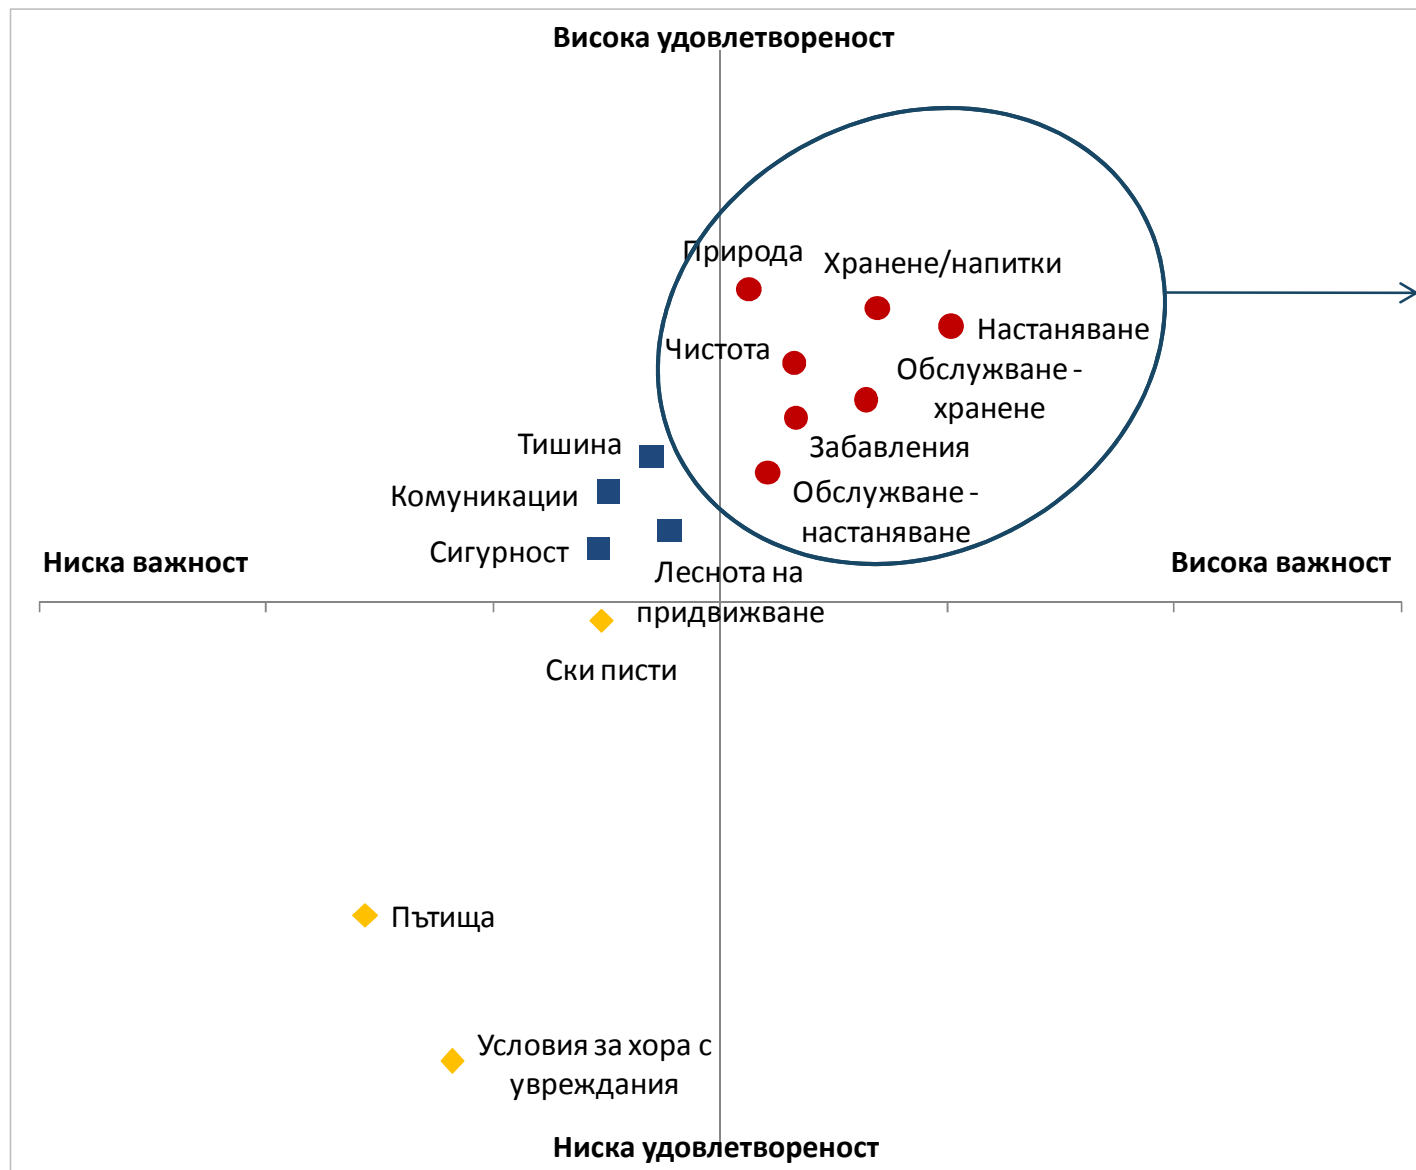 Висока удовлетвореност
Природа
Хранене/напитки
Настаняване
Чистота
Обслужване -
хранене
Забавления
Тишина
Комуникации
Обслужване -
настаняване
Сигурност
Ниска важност
Висока важност
Леснота на
придвижване
Ски писти
Пътища
Условия за хора с
увреждания
Ниска удовлетвореност